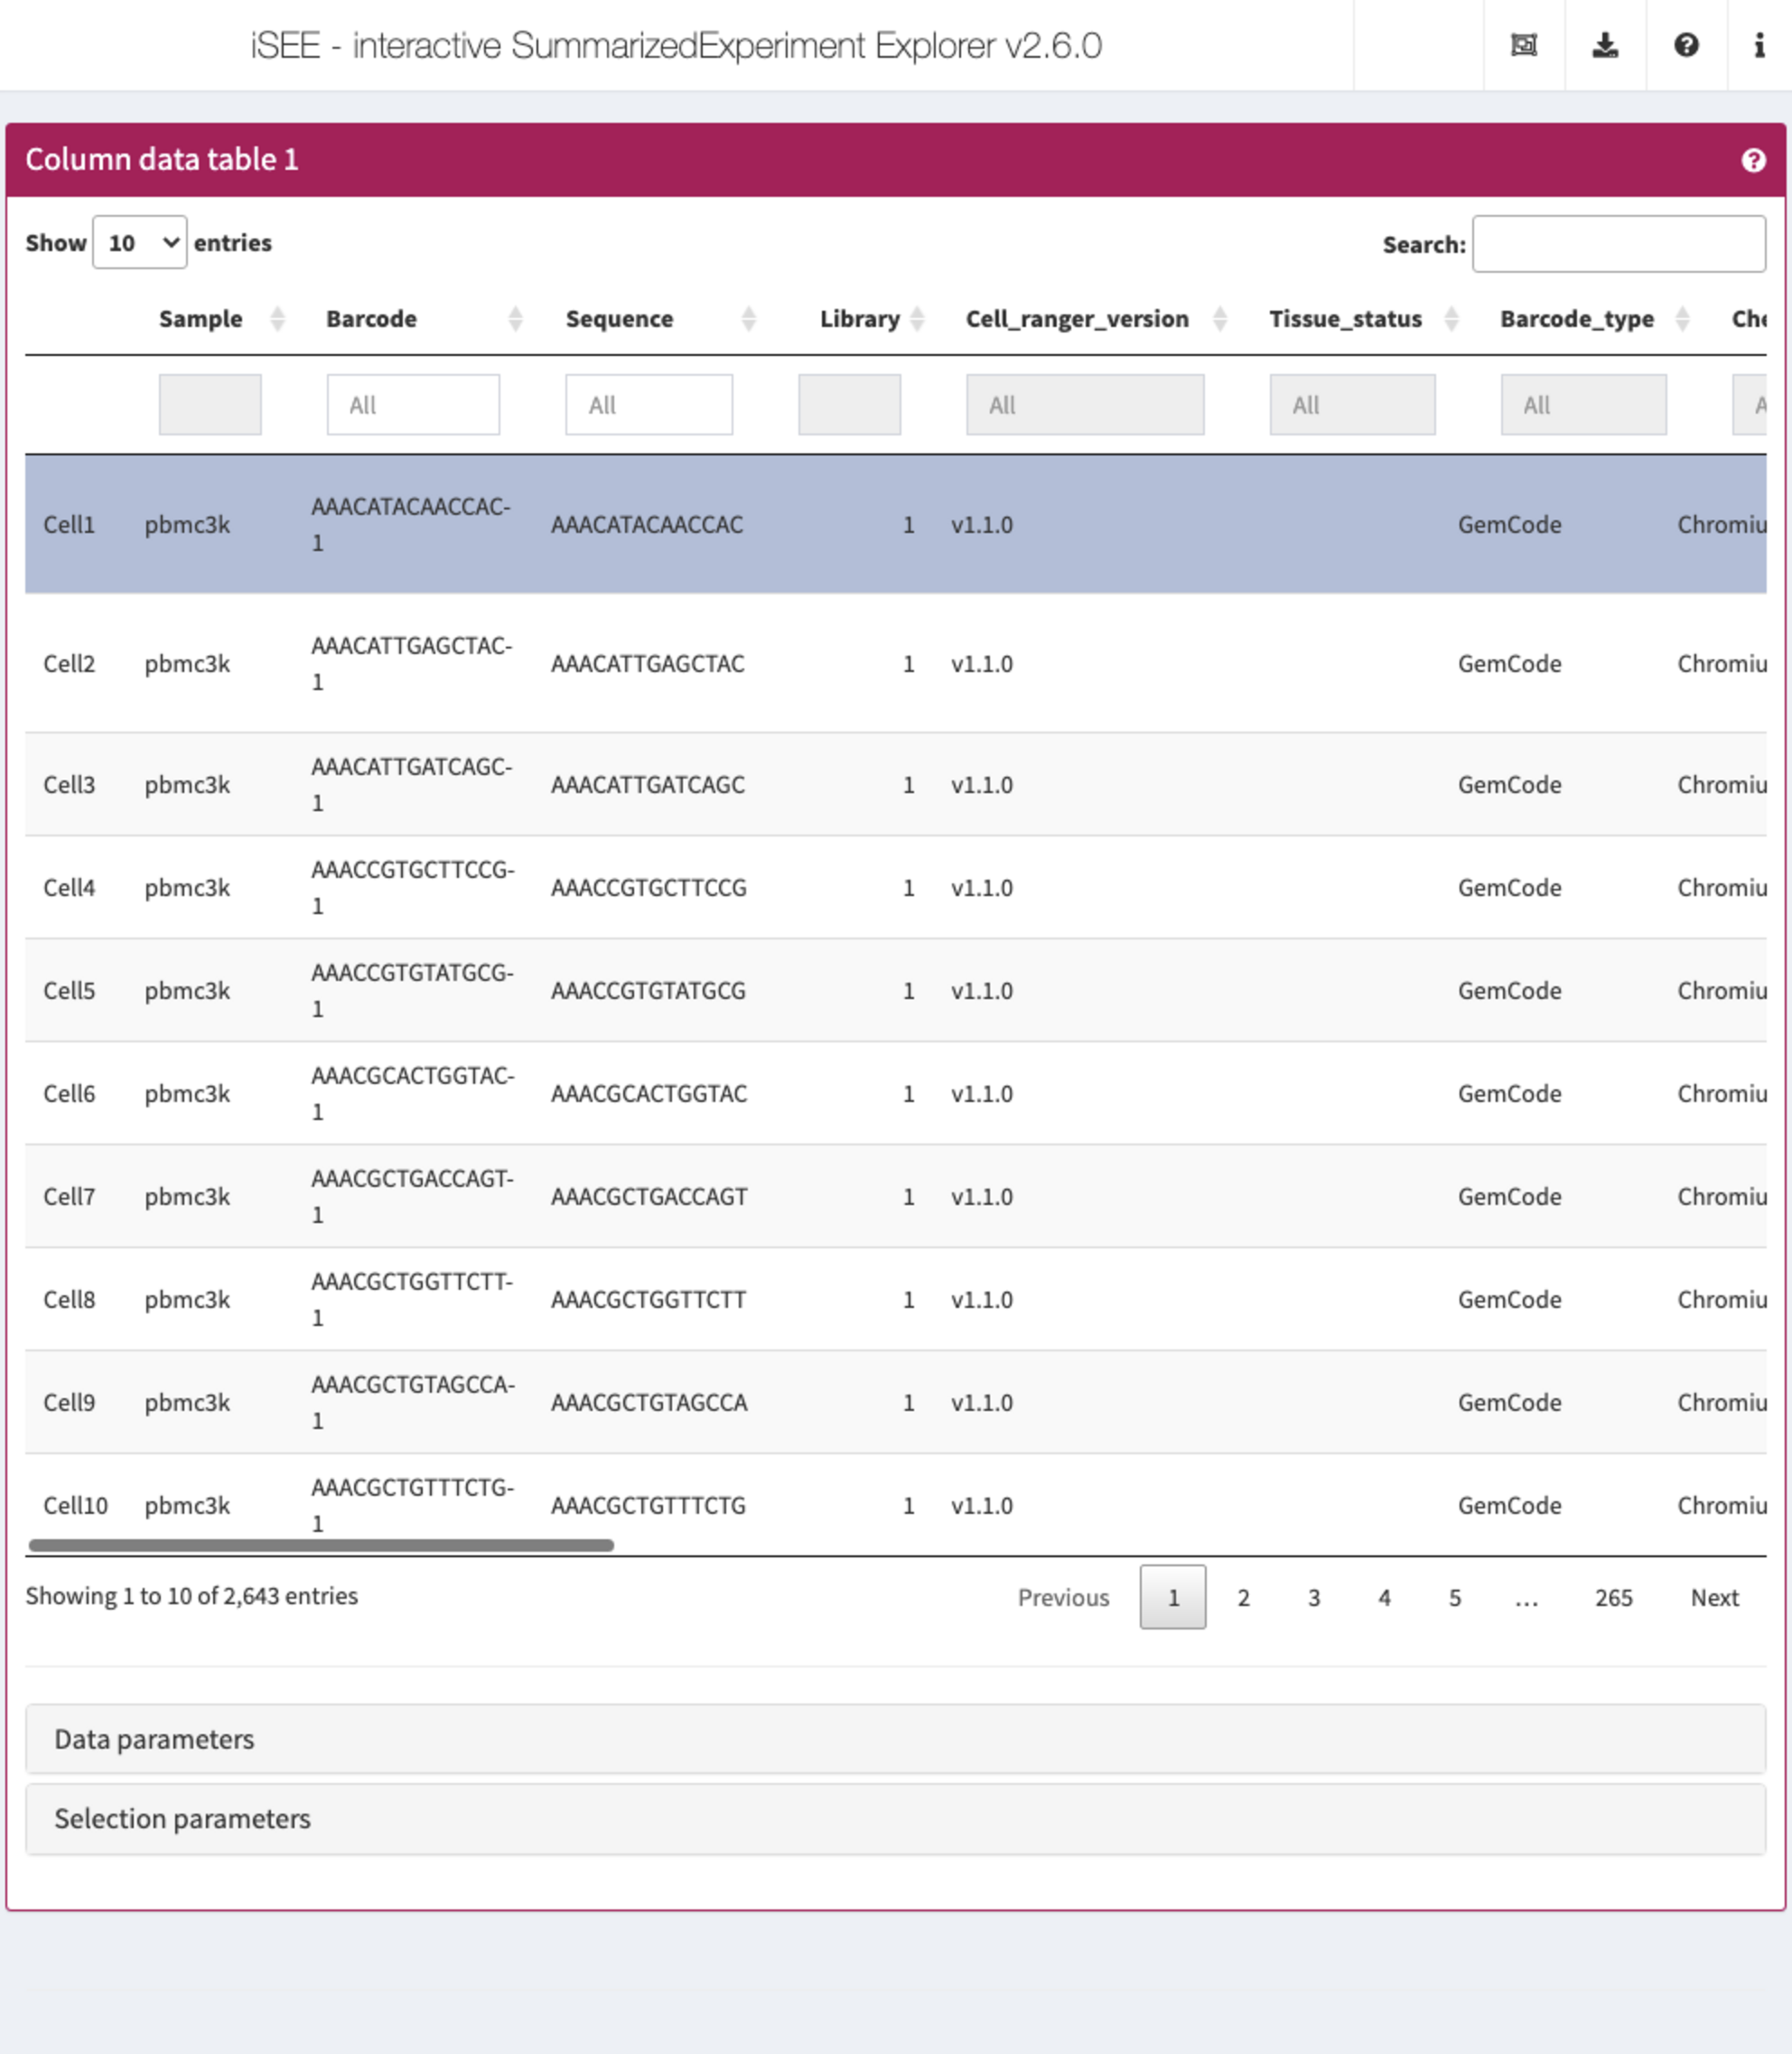 iSEE - interactive SummarizedExperiment Explorer v2.6.0
Column data table 1
Show 10 entries Search:
Sample Barcode Sequence Library Cell_ranger_version Tissue_status Barcode_type Che
All All All All All A
Cell1 pbmc3k AAACATACAACCAC-1 AAACATACAACCAC 1 v1.1.0 GemCode Chromiu
Cell2 pbmc3k AAACATTGAGCTAC-1 AAACATTGAGCTAC 1 v1.1.0 GemCode Chromiu
Cell3 pbmc3k AAACATTGATCAGC-1 AAACATTGATCAGC 1 v1.1.0 GemCode Chromiu
Cell4 pbmc3k AAACCGTGCTTCCG-1 AAACCGTGCTTCCG 1 v1.1.0 GemCode Chromiu
Cell5 pbmc3k AAACCGTGTATGCG-1 AAACCGTGTATGCG 1 v1.1.0 GemCode Chromiu
Cell6 pbmc3k AAACGCACTGGTAC-1 AAACGCACTGGTAC 1 v1.1.0 GemCode Chromiu
Cell7 pbmc3k AAACGCTGACCAGT-1 AAACGCTGACCAGT 1 v1.1.0 GemCode Chromiu
Cell8 pbmc3k AAACGCTGGTTCTT-1 AAACGCTGGTTCTT 1 v1.1.0 GemCode Chromiu
Cell9 pbmc3k AAACGCTGTAGCCA-1 AAACGCTGTAGCCA 1 v1.1.0 GemCode Chromiu
Cell10 pbmc3k AAACGCTGTTTCTG-1 AAACGCTGTTTCTG 1 v1.1.0 GemCode Chromiu
Showing 1 to 10 of 2,643 entries Previous 1 2 3 4 5 … 265 Next
Data parameters
Selection parameters